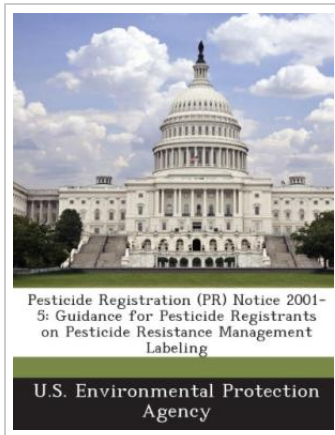 Pesticide Registration (PR) Notice 2001-
5: Guidance for Pesticide Registrants
on Pesticide Resistance Management
Labeling
U.S. Environmental Protection
Agency